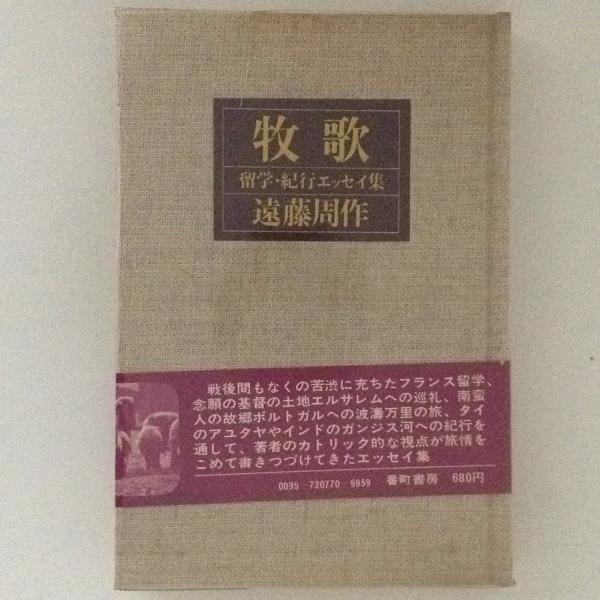 牧歌
留学・紀行エッセイ集
遠藤周作
戦後間もなくの苦渋に充ちたフランス留学、
念願の基督の土地エルサレムへの巡礼、南蛮
人の故郷ポルトガルへの波濤万里の旅、タイ
のアユタヤやインドのガンジス河への紀行を
通して、著者のカトリック的な視点が旅情を
こめて書きつづけてきたエッセイ集
0095-720770-6959 番町書房 680円